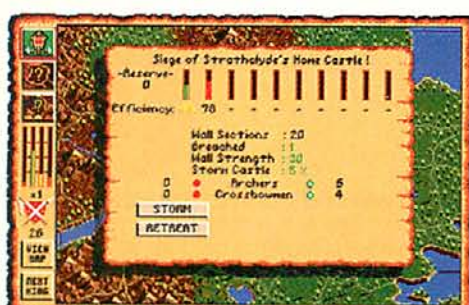 Siege of Strathclyde's Home Castle!
-Reserve-
0
Efficiency: 78 - - - - - - - -
Wall Sections : 20
Breached : 1
Wall Strength : 30
Storm Castle : 5 %
0 Archers 6
0 Crossbowmen 4
STORM
RETREAT
x1
26
VIEW MAP
NEXT KING